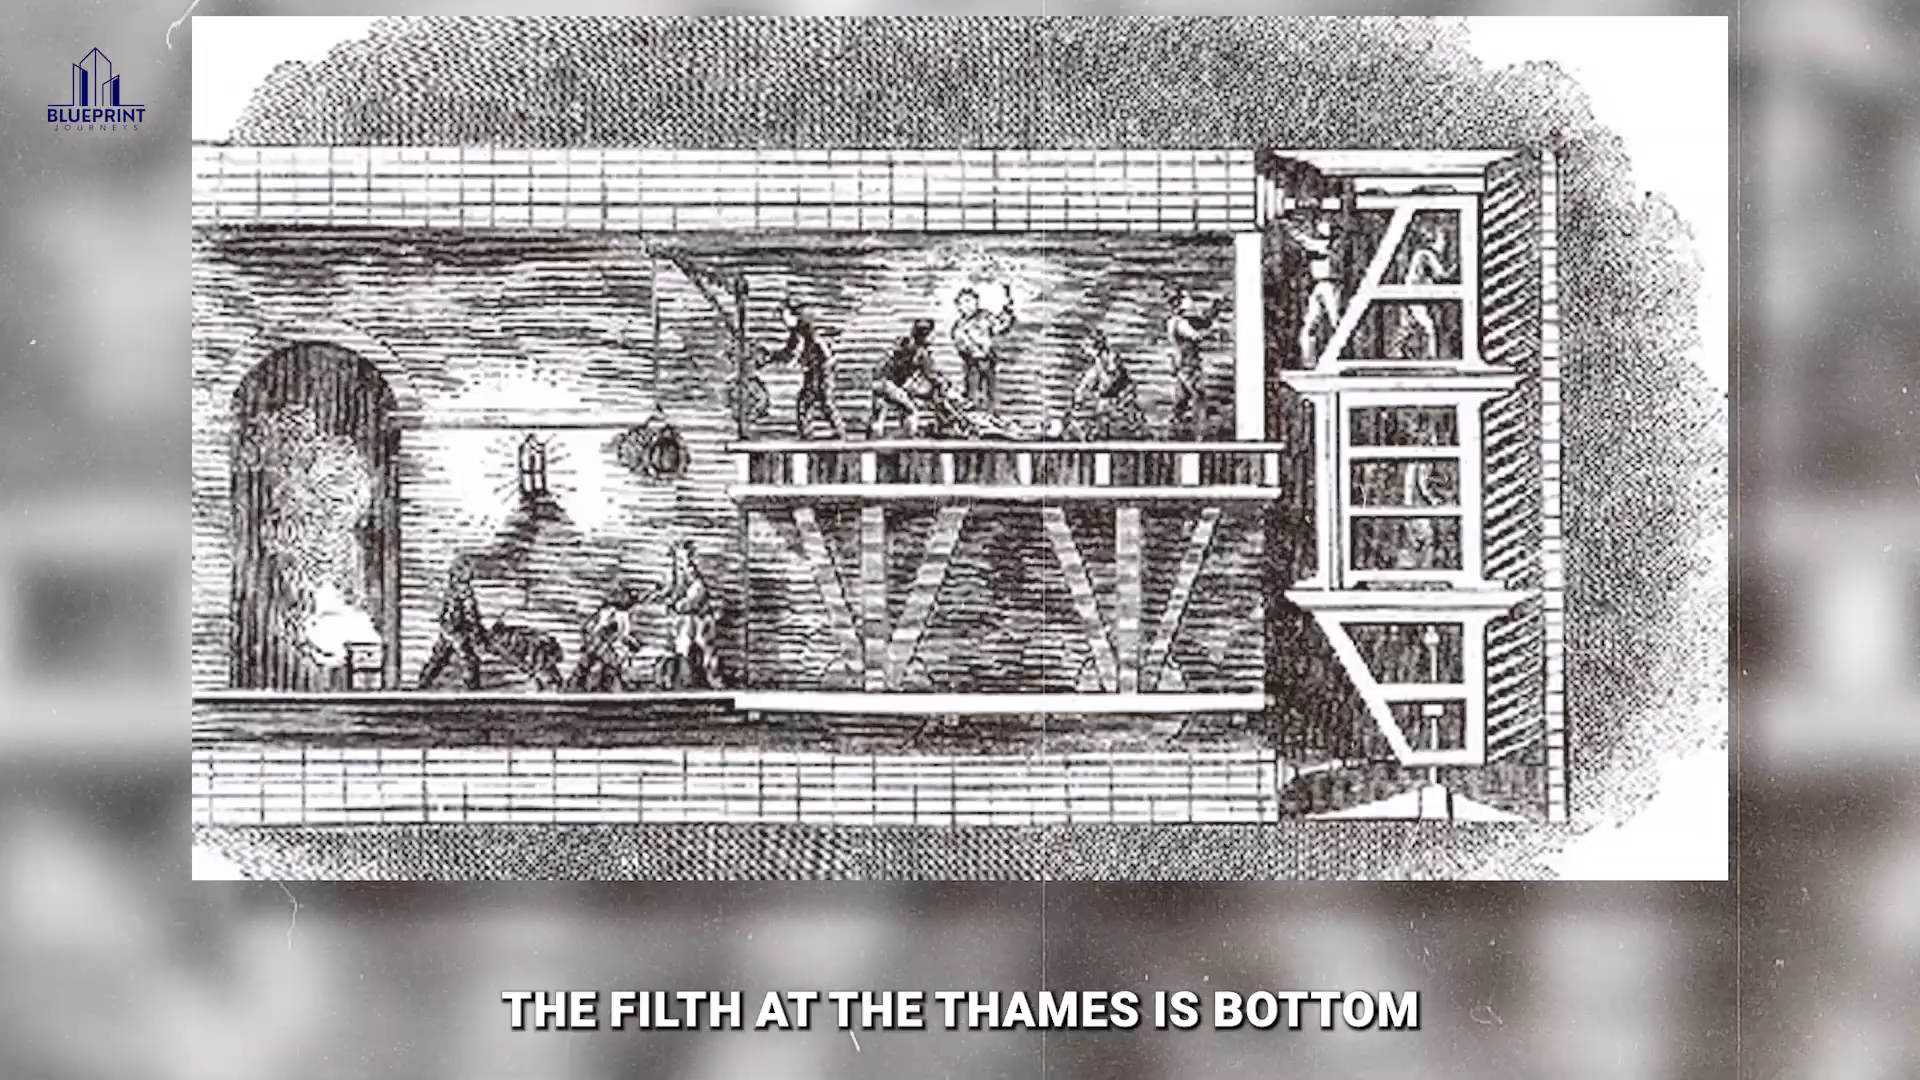 BLUEPRINT
JOURNEYS
THE FILTH AT THE THAMES IS BOTTOM